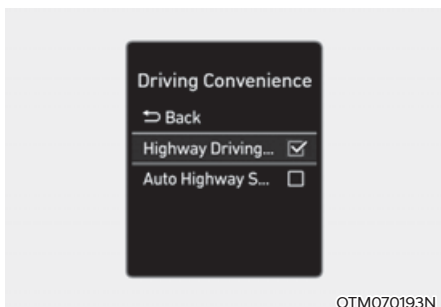 Driving Convenience
Back
Highway Driving...
Auto Highway S...
OTM070193N